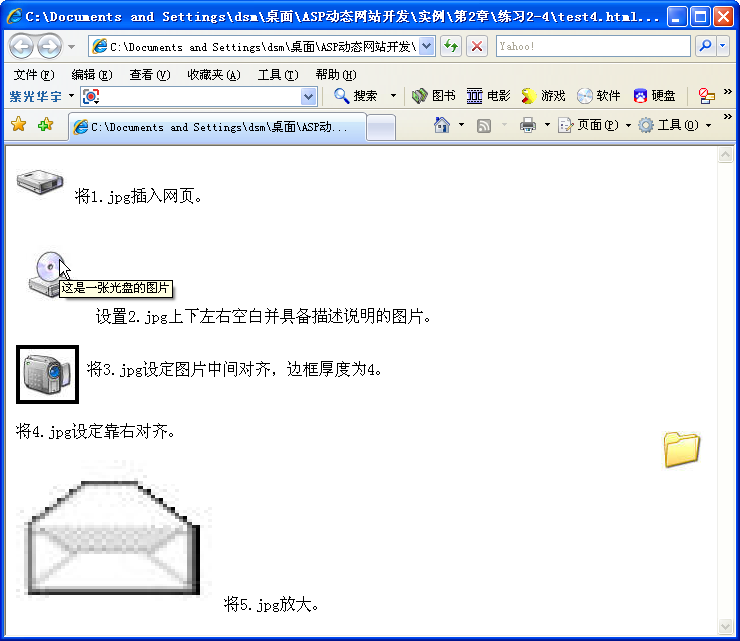 C:\Documents and Settings\dsm\桌面\ASP动态网站开发\实例\第2章\练习2-4\test4.html...
C:\Documents and Settings\dsm\桌面\ASP动态网站开发\
Yahoo!
文件(F) 编辑(E) 查看(V) 收藏夹(A) 工具(T) 帮助(H)
紫光华宇 搜索 图书 电影 游戏 软件 硬盘 »
C:\Documents and Settings\dsm\桌面\ASP动... 页面(P) 工具(O) »
将1.jpg插入网页。
这是一张光盘的图片
设置2.jpg上下左右空白并具备描述说明的图片。
将3.jpg设定图片中间对齐，边框厚度为4。
将4.jpg设定靠右对齐。
将5.jpg放大。